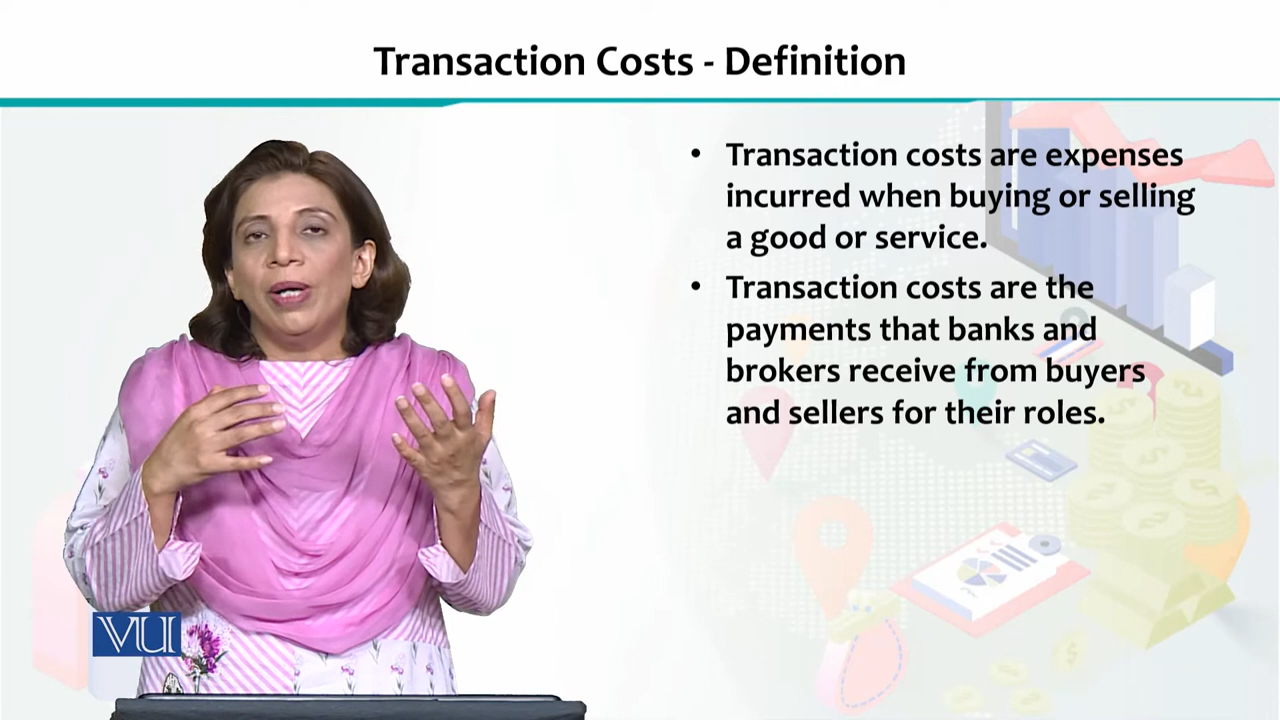 Transaction Costs - Definition
• Transaction costs are expenses
incurred when buying or selling
a good or service.
• Transaction costs are the
payments that banks and
brokers receive from buyers
and sellers for their roles.
VU